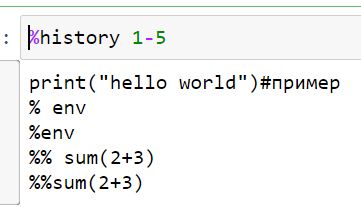 : %history 1-5
print("hello world")#пример
% env
%env
%% sum(2+3)
%%sum(2+3)